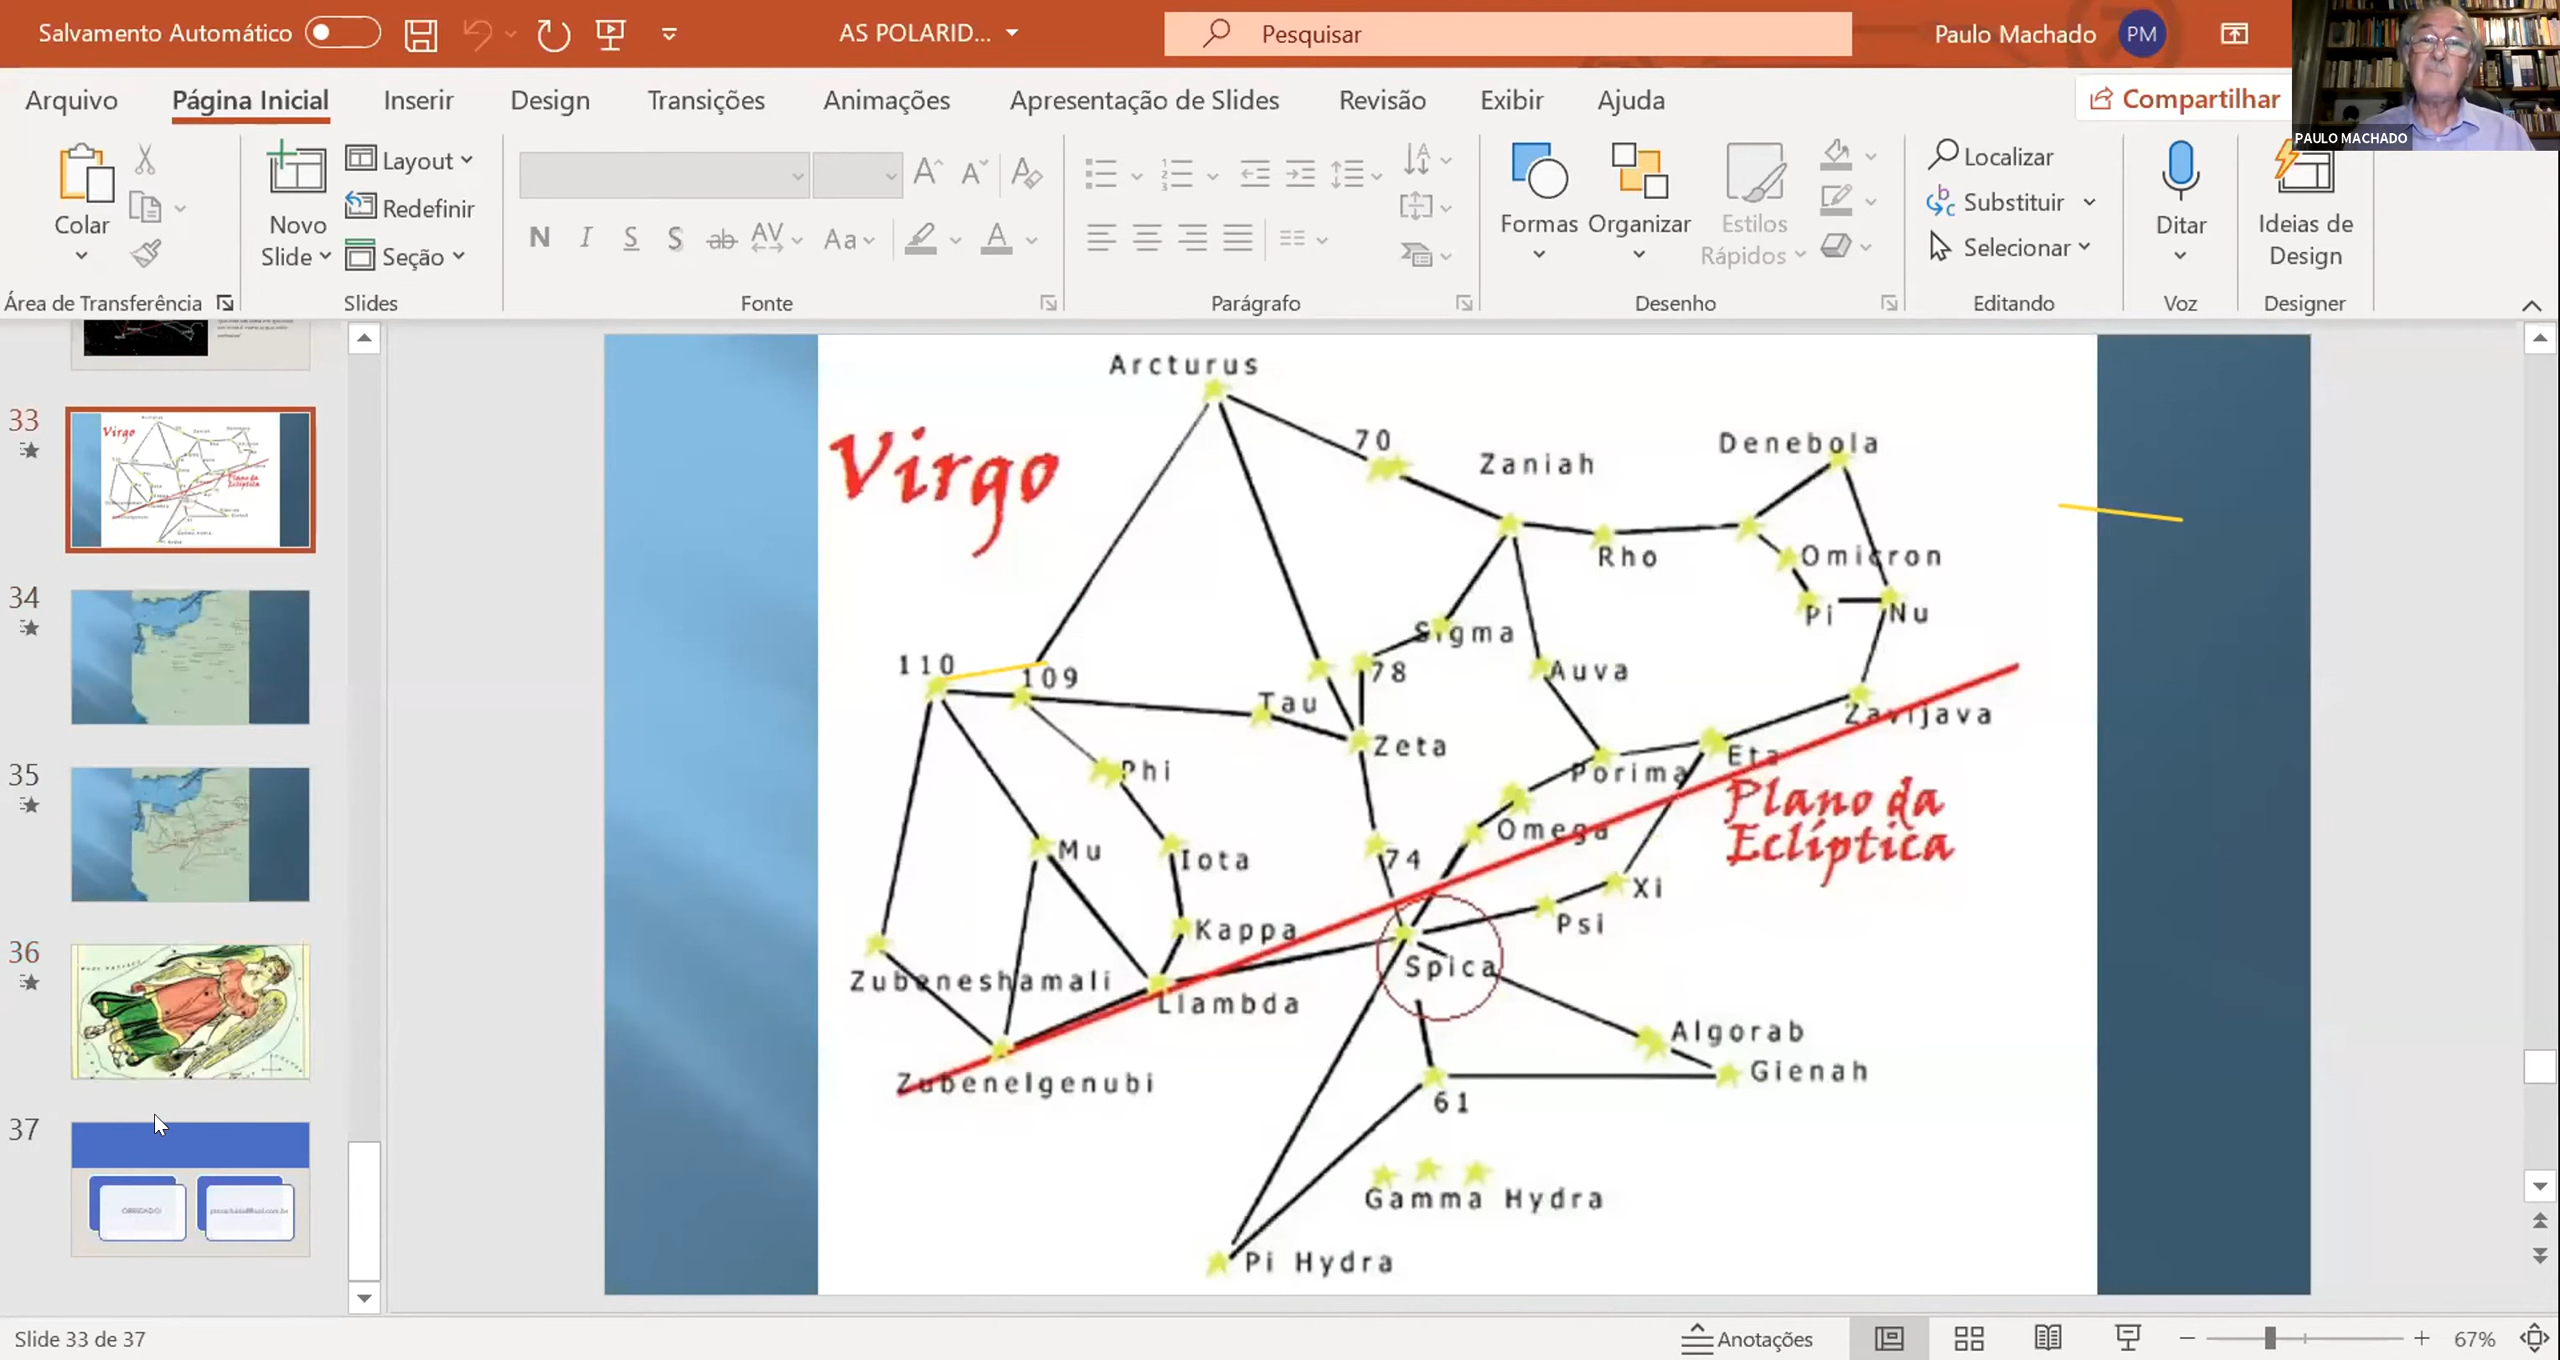 Salvamento Automático
AS POLARID...
Pesquisar
Paulo Machado
PM
PAULO MACHADO
Arquivo
Página Inicial
Inserir
Design
Transições
Animações
Apresentação de Slides
Revisão
Exibir
Ajuda
Compartilhar
Colar
Novo
Slide
Layout
Redefinir
Seção
N I S S ab AV Aa A
Formas
Organizar
Estilos
Rápidos
Localizar
Substituir
Selecionar
Ditar
Ideias de
Design
Área de Transferência
Slides
Fonte
Parágrafo
Desenho
Editando
Voz
Designer
33
34
35
36
37
OBRIGADO!
Virgo
Arcturus
70
Zaniah
Denebola
Rho
Omicron
Pi
Nu
Sigma
110
109
78
Auva
Tau
Zavijava
Zeta
Eta
Phi
Porima
Plano da
Eclíptica
Omega
Mu
Iota
74
Xi
Kappa
Psi
Spica
Zubeneshamali
Llambda
Algorab
Gienah
Zubenelgenubi
61
Gamma Hydra
Pi Hydra
Slide 33 de 37
Anotações
67%